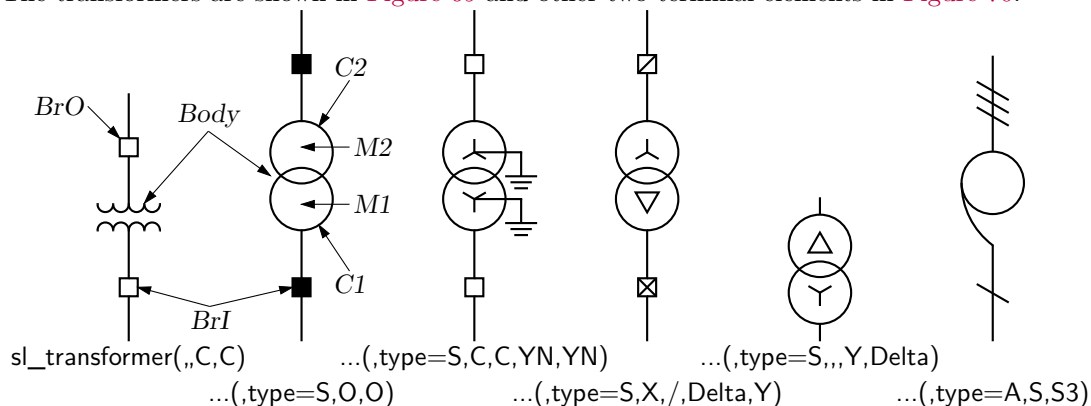 The transformers are shown in Figure 69 and other two-terminal elements in Figure 70.
BrO
Body
C2
M2
M1
C1
BrI
sl_transformer(,,C,C)
...(,type=S,C,C,YN,YN)
...(,type=S,,,Y,Delta)
...(,type=S,O,O)
...(,type=S,X,/,Delta,Y)
...(,type=A,S,S3)